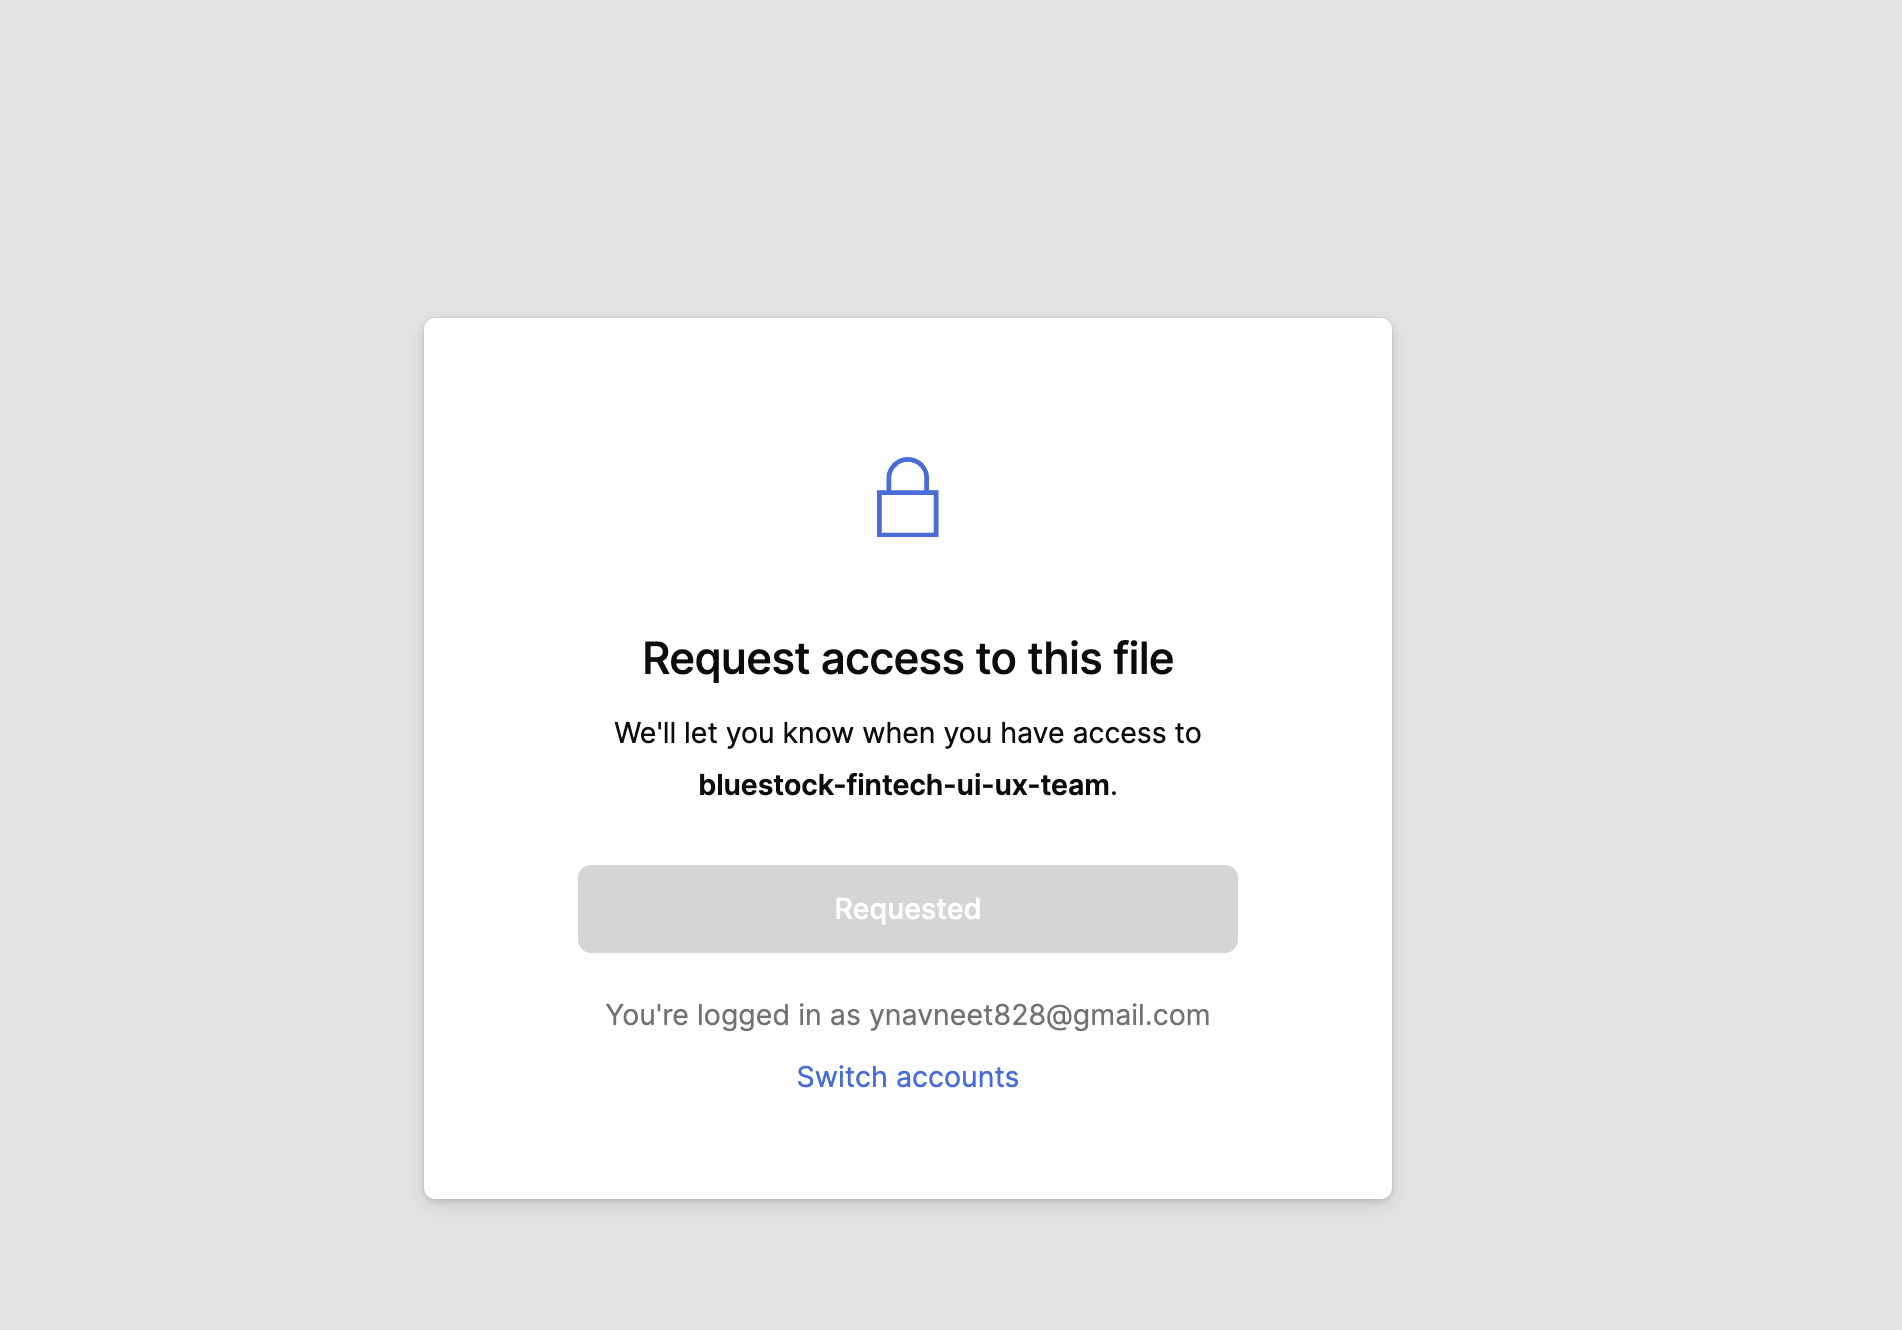 Request access to this file
We'll let you know when you have access to
bluestock-fintech-ui-ux-team.
Requested
You're logged in as ynavneet828@gmail.com
Switch accounts